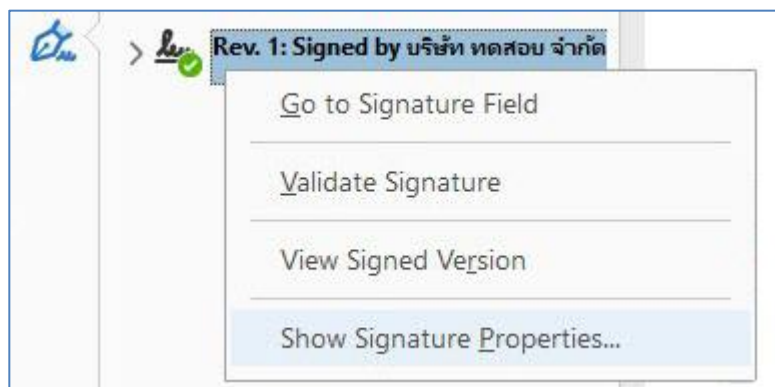 Rev. 1: Signed by บริษัท ทดสอบ จำกัด
Go to Signature Field
Validate Signature
View Signed Version
Show Signature Properties...